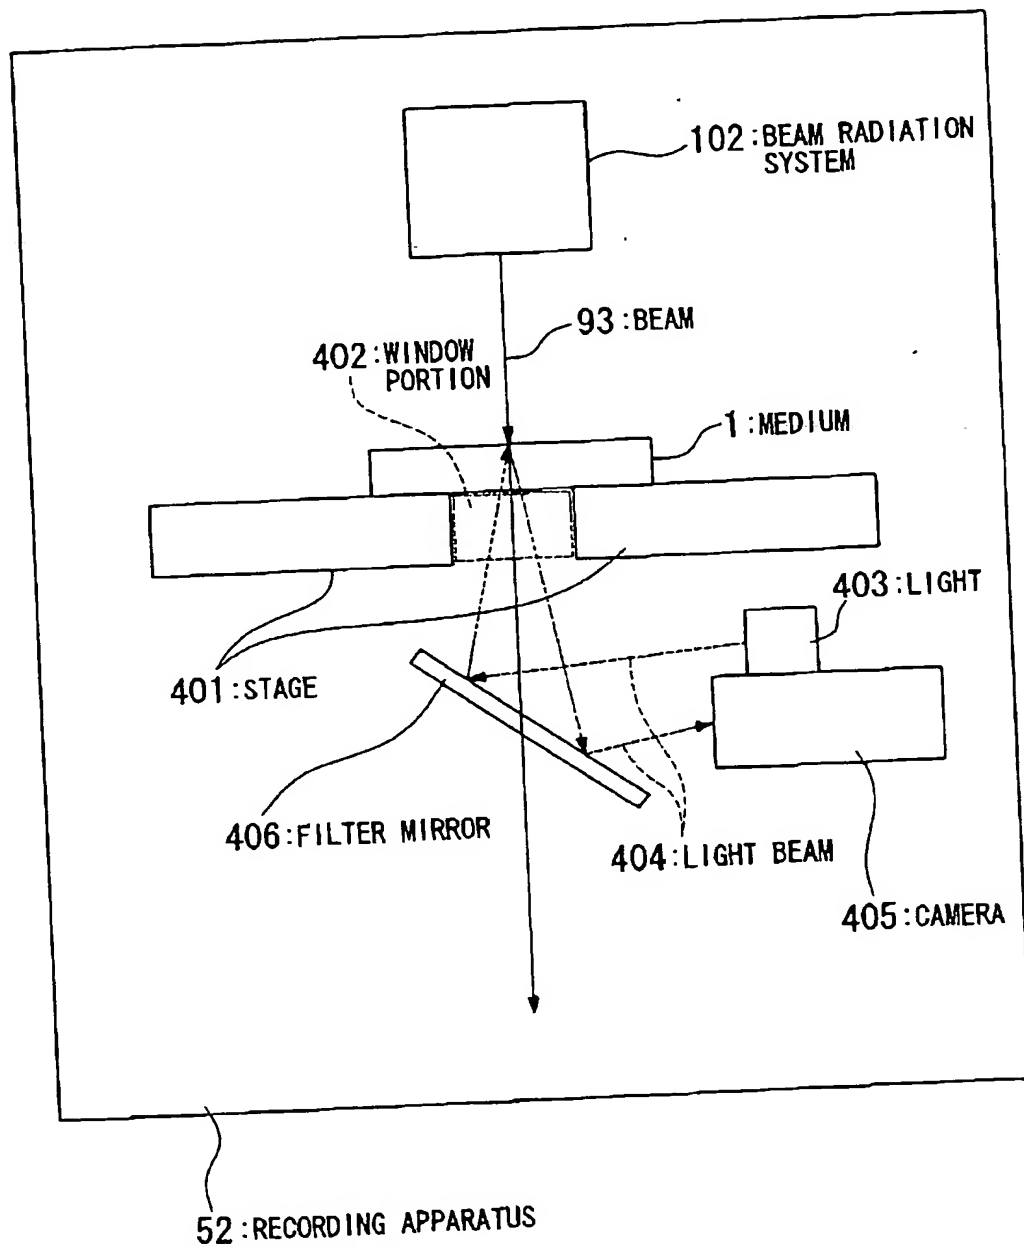 102:BEAM RADIATION
SYSTEM
93:BEAM
402:WINDOW
PORTION
1:MEDIUM
403:LIGHT
401:STAGE
406:FILTER MIRROR
404:LIGHT BEAM
405:CAMERA
52:RECORDING APPARATUS